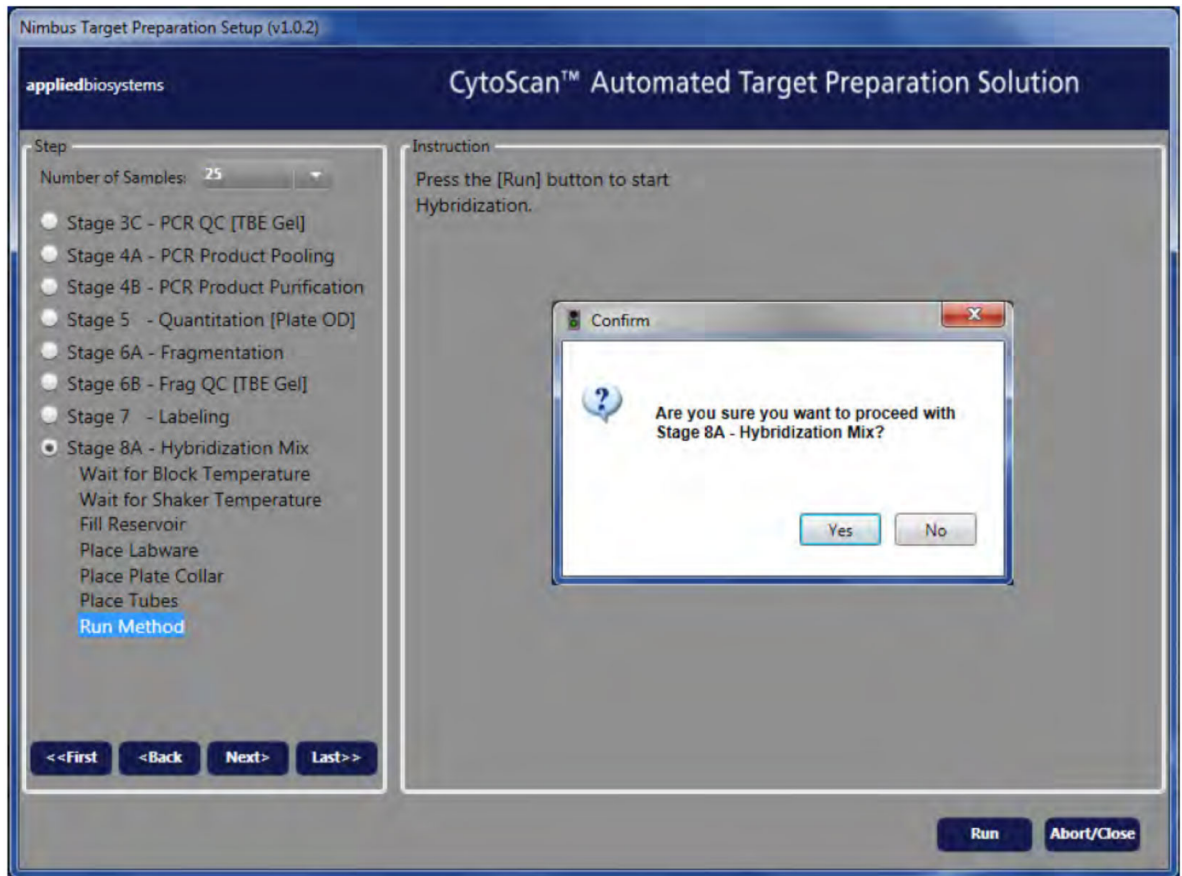 Nimbus Target Preparation Setup (v1.0.2)
appliedbiosystems
CytoScan™ Automated Target Preparation Solution
Step
Number of Samples: 25
Stage 3C - PCR QC [TBE Gel]
Stage 4A - PCR Product Pooling
Stage 4B - PCR Product Purification
Stage 5 - Quantitation [Plate OD]
Stage 6A - Fragmentation
Stage 6B - Frag QC [TBE Gel]
Stage 7 - Labeling
Stage 8A - Hybridization Mix
Wait for Block Temperature
Wait for Shaker Temperature
Fill Reservoir
Place Labware
Place Plate Collar
Place Tubes
Run Method
<<First <Back Next> Last>>
Instruction
Press the [Run] button to start
Hybridization.
Confirm
Are you sure you want to proceed with
Stage 8A - Hybridization Mix?
Yes No
Run Abort/Close